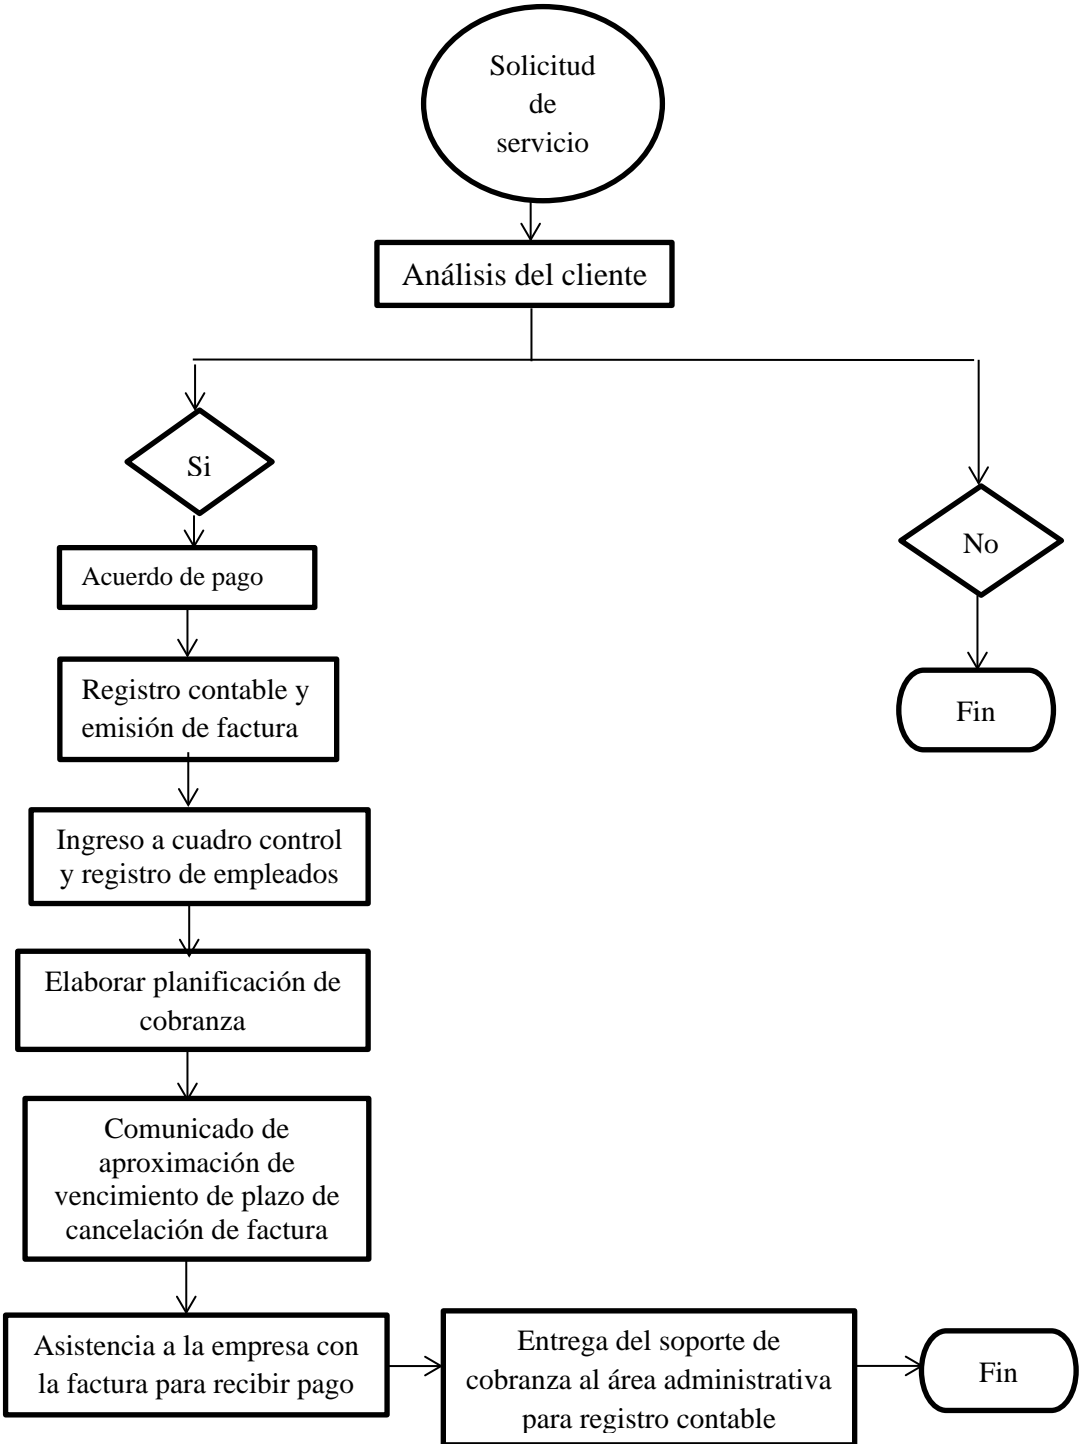 Solicitud
de
servicio
Análisis del cliente
Si
No
Acuerdo de pago
Registro contable y
emisión de factura
Fin
Ingreso a cuadro control
y registro de empleados
Elaborar planificación de
cobranza
Comunicado de
aproximación de
vencimiento de plazo de
cancelación de factura
Asistencia a la empresa con
la factura para recibir pago
Entrega del soporte de
cobranza al área administrativa
para registro contable
Fin